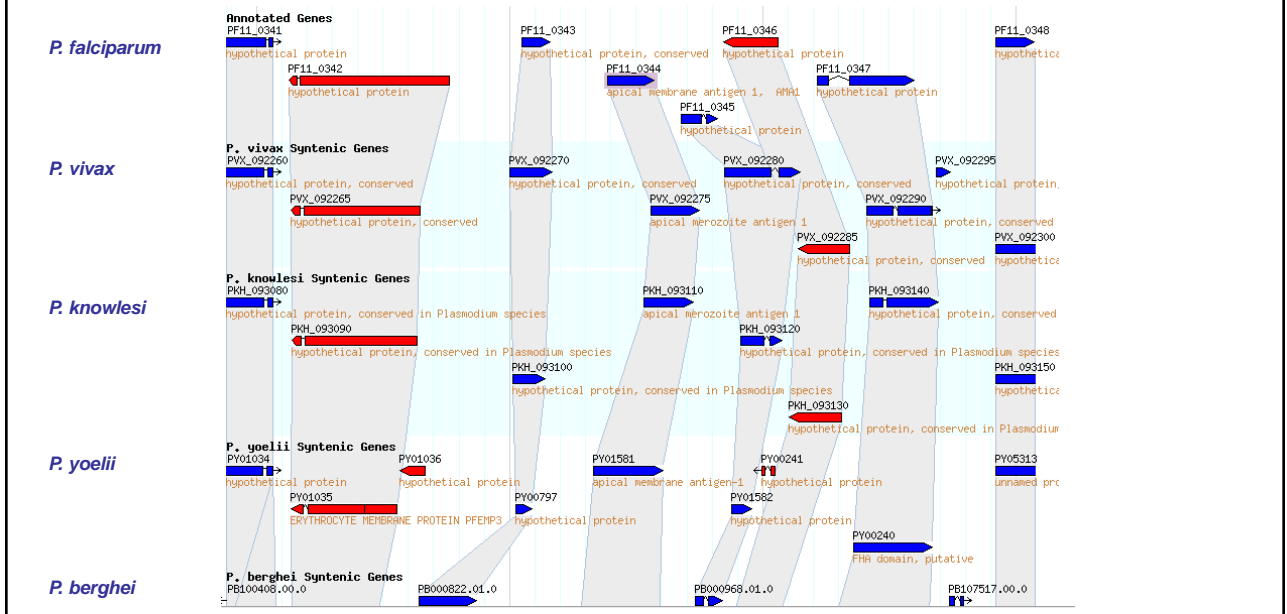 Annotated Genes
PF11_0341 PF11_0343 PF11_0346 PF11_0348
P. falciparum
hypothetical protein hypothetical protein, conserved hypothetical protein hypothetica
PF11_0342 PF11_0344 PF11_0347
hypothetical protein apical membrane antigen 1, AMA1 hypothetical protein
PF11_0345
hypothetical protein
P. vivax Syntenic Genes
PVX_092260 PVX_092270 PVX_092280 PVX_092295
P. vivax
hypothetical protein, conserved hypothetical protein, conserved hypothetical protein, conserved hypothetical protein,
PVX_092265 PVX_092275 PVX_092290
hypothetical protein, conserved apical merozoite antigen 1 hypothetical protein, conserved
PVX_092285 PVX_092300
hypothetical protein, conserved hypothetica
P. knowlesi Syntenic Genes
PKH_093080 PKH_093110 PKH_093140
P. knowlesi
hypothetical protein, conserved in Plasmodium species apical merozoite antigen 1 hypothetical protein, conserved
PKH_093090 PKH_093120
hypothetical protein, conserved in Plasmodium species hypothetical protein, conserved in Plasmodium species
PKH_093100 PKH_093150
hypothetical protein, conserved in Plasmodium species hypothetica
PKH_093130
hypothetical protein, conserved in Plasmodium
P. yoelii Syntenic Genes
PY01034 PY01036 PY01581 PY00241 PY05313
P. yoelii
hypothetical protein hypothetical protein apical membrane antigen-1 hypothetical protein unnamed pro
PY01035 PY00797 PY01582
ERYTHROCYTE MEMBRANE PROTEIN PFEMP3 hypothetical protein hypothetical protein
PY00240
FHA domain, putative
P. berghei Syntenic Genes
P. berghei
PB100408.00.0 PB000822.01.0 PB000968.01.0 PB107517.00.0